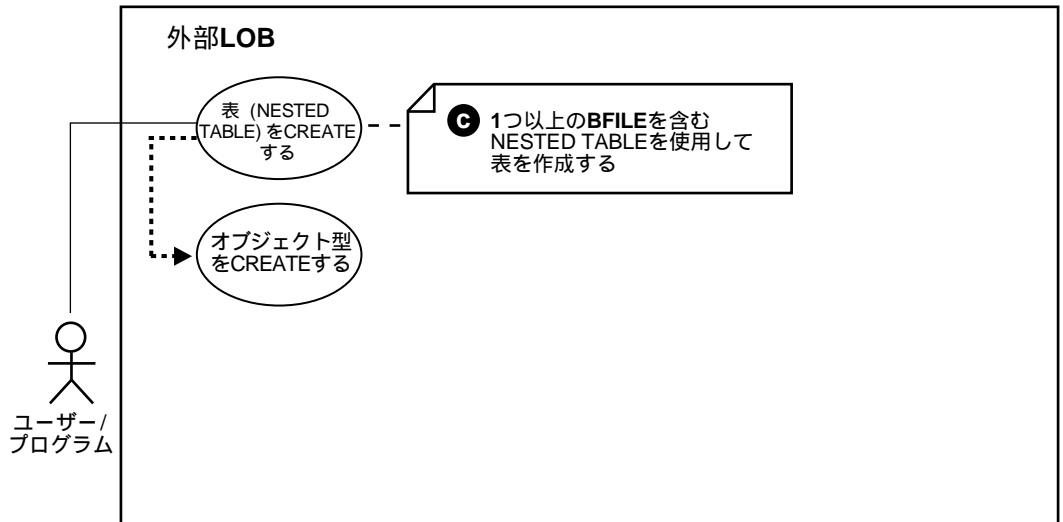 外部LOB
表 (NESTED
TABLE) をCREATE
する
C 1つ以上のBFILEを含む
NESTED TABLEを使用して
表を作成する
オブジェクト型
をCREATEする
ユーザー/
プログラム